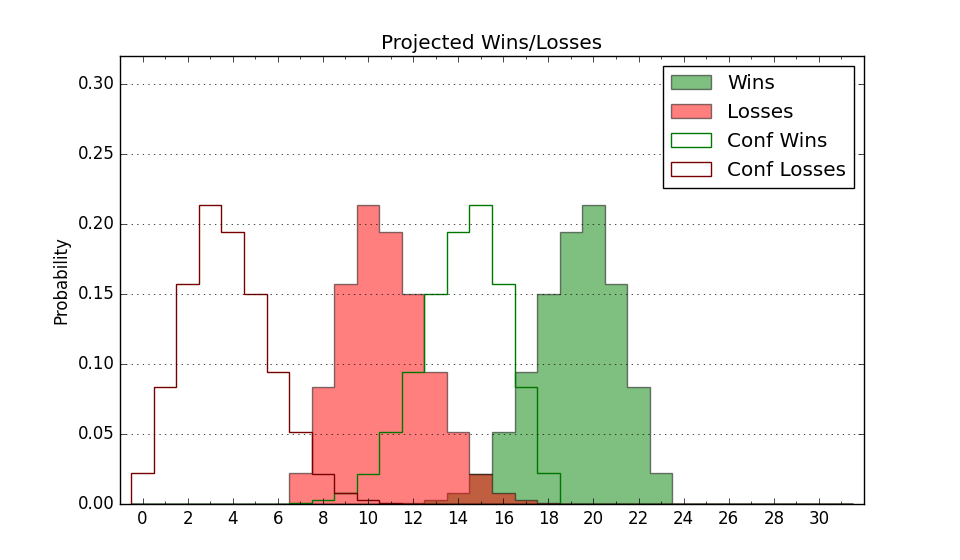 Projected Wins/Losses
Probability
0.30
0.25
0.20
0.15
0.10
0.05
0.00
Wins
Losses
Conf Wins
Conf Losses
0 2 4 6 8 10 12 14 16 18 20 22 24 26 28 30